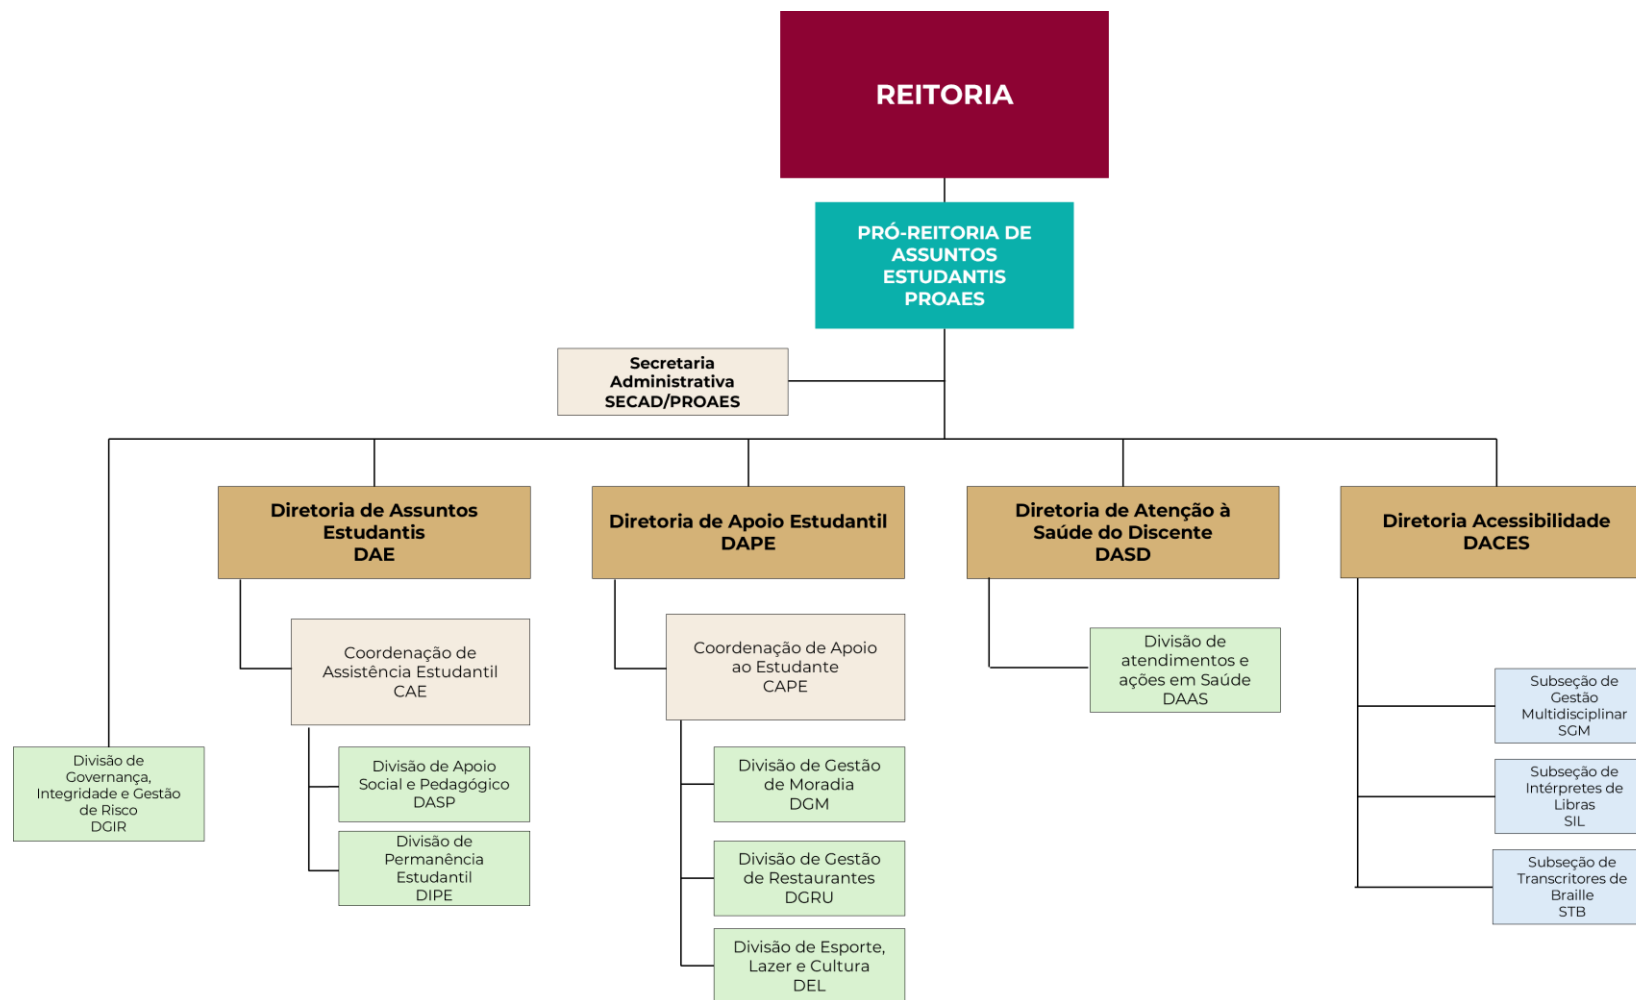 REITORIA
PRÓ-REITORIA DE
ASSUNTOS
ESTUDANTIS
PROAES
Secretaria
Administrativa
SECAD/PROAES
Diretoria de Assuntos
Estudantis
DAE
Diretoria de Apoio Estudantil
DAPE
Diretoria de Atenção à
Saúde do Discente
DASD
Diretoria Acessibilidade
DACES
Coordenação de
Assistência Estudantil
CAE
Coordenação de Apoio
ao Estudante
CAPE
Divisão de
atendimentos e
ações em Saúde
DAAS
Subseção de
Gestão
Multidisciplinar
SGM
Divisão de
Governança,
Integridade e Gestão
de Risco
DGIR
Divisão de Apoio
Social e Pedagógico
DASP
Divisão de Gestão
de Moradia
DGM
Subseção de
Intérpretes de
Libras
SIL
Divisão de
Permanência
Estudantil
DIPE
Divisão de Gestão
de Restaurantes
DGRU
Subseção de
Transcritores de
Braille
STB
Divisão de Esporte,
Lazer e Cultura
DEL